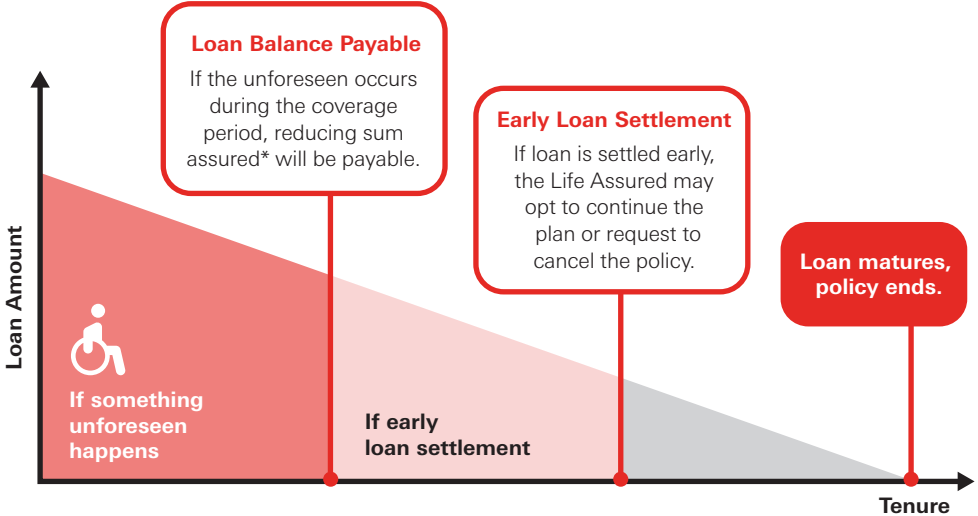 Loan Balance Payable
If the unforeseen occurs
during the coverage
period, reducing sum
assured* will be payable.
Early Loan Settlement
If loan is settled early,
the Life Assured may
opt to continue the
plan or request to
cancel the policy.
Loan matures,
policy ends.
Loan Amount
If something
unforeseen
happens
If early
loan settlement
Tenure